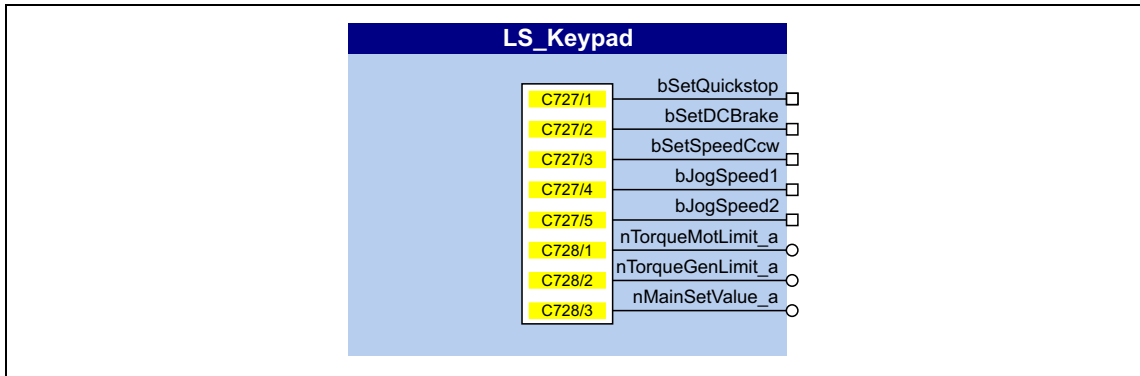 LS_Keypad
C727/1 bSetQuickstop
C727/2 bSetDCBrake
C727/3 bSetSpeedCcw
C727/4 bJogSpeed1
C727/5 bJogSpeed2
C728/1 nTorqueMotLimit_a
C728/2 nTorqueGenLimit_a
C728/3 nMainSetValue_a